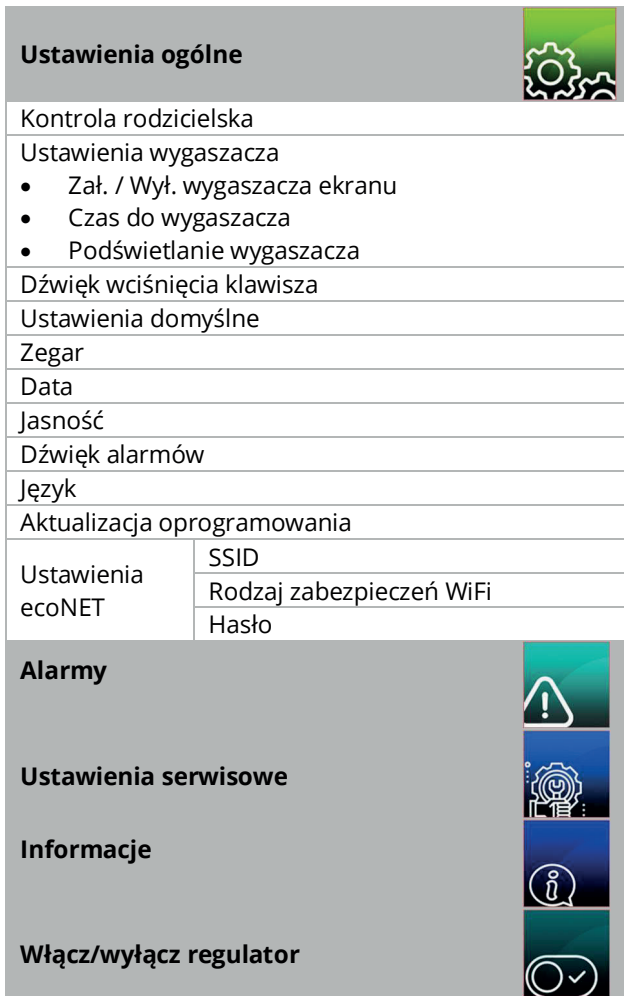 Ustawienia ogólne
Kontrola rodzicielska
Ustawienia wygaszacza
• Zał. / Wył. wygaszacza ekranu
• Czas do wygaszacza
• Podświetlanie wygaszacza
Dźwięk wciśnięcia klawisza
Ustawienia domyślne
Zegar
Data
Jasność
Dźwięk alarmów
Język
Aktualizacja oprogramowania
Ustawienia
ecoNET
SSID
Rodzaj zabezpieczeń WiFi
Hasło
Alarmy
Ustawienia serwisowe
Informacje
Włącz/wyłącz regulator